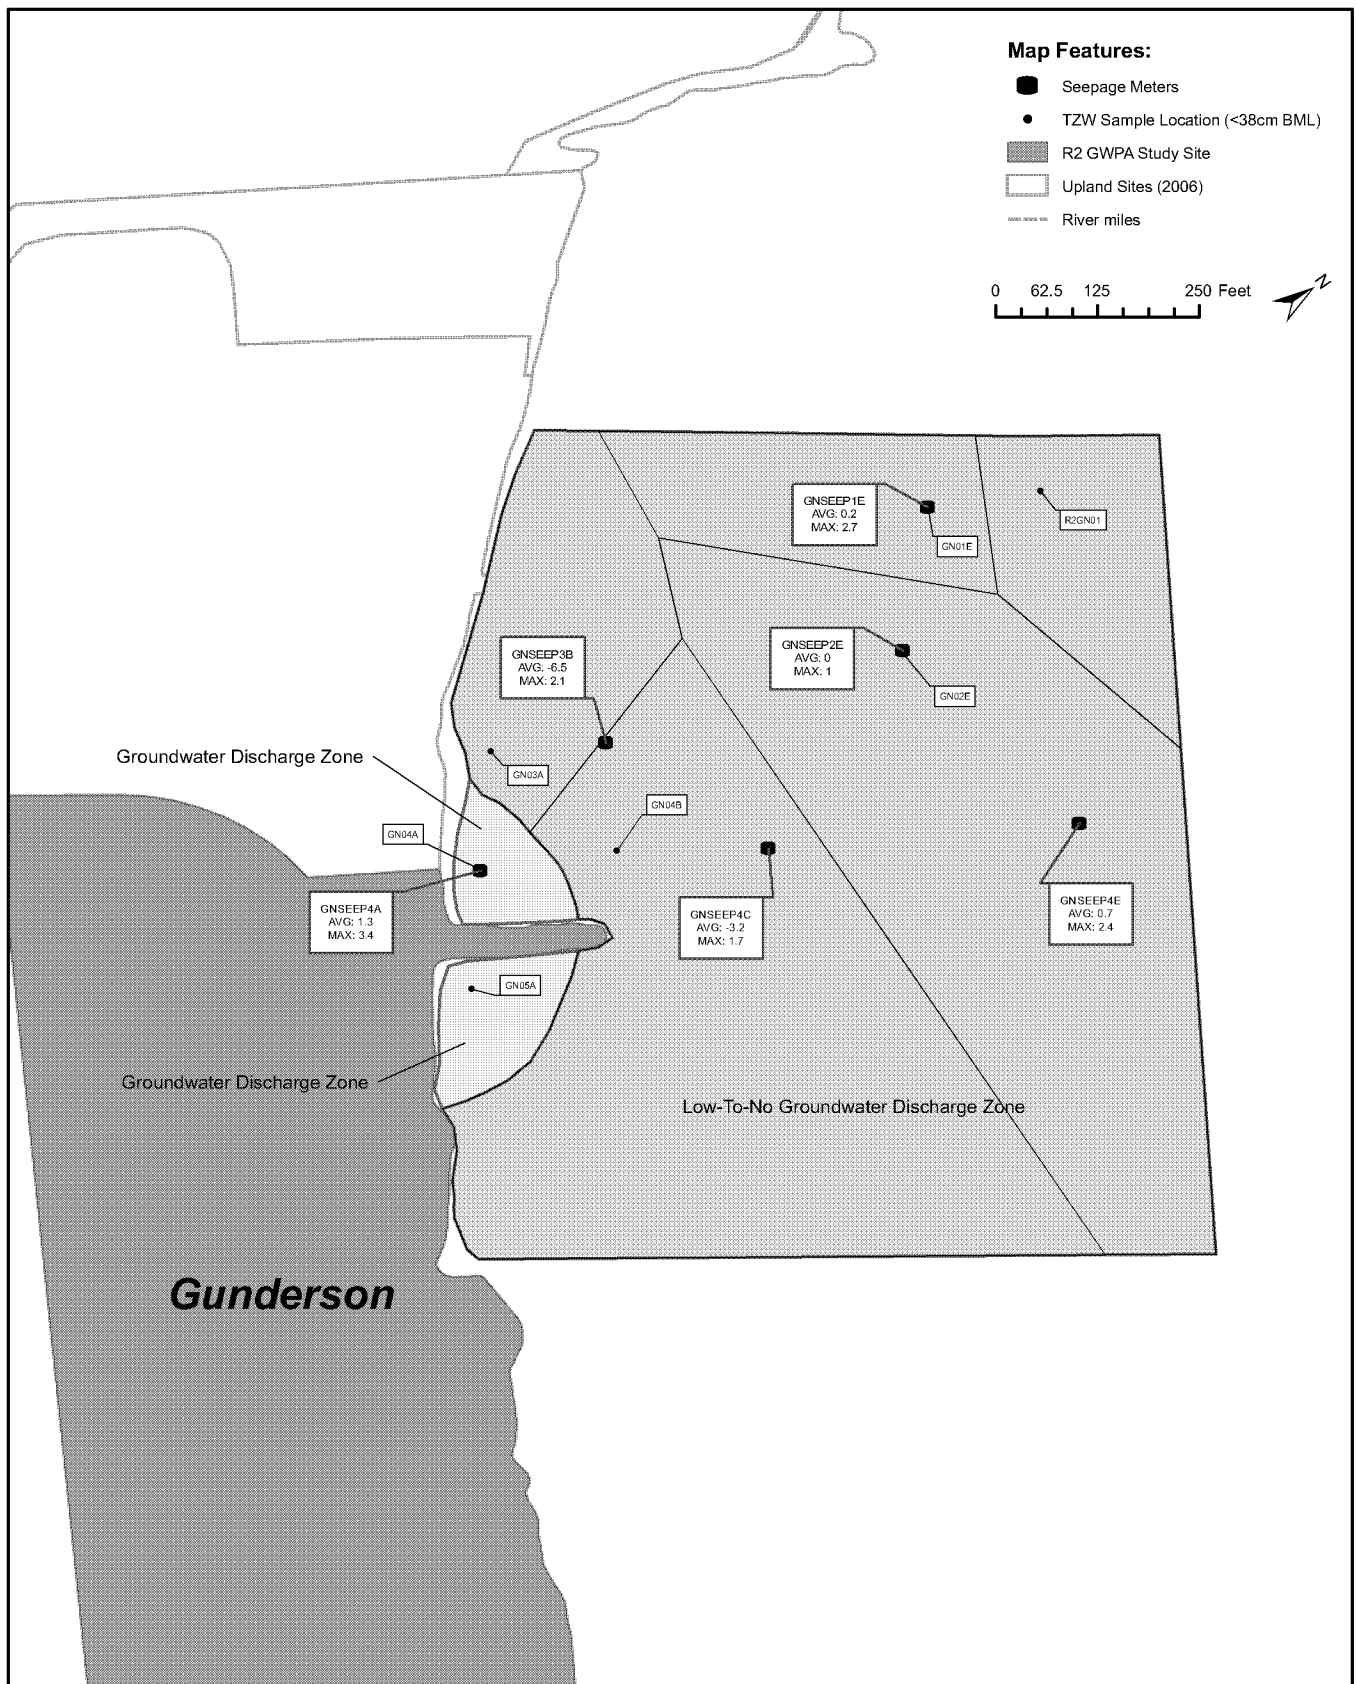 Map Features:
Seepage Meters
TZW Sample Location (<38cm BML)
R2 GWPA Study Site
Upland Sites (2006)
River miles
0 62.5 125 250 Feet
N
GNSEEP1E
AVG: 0.2
MAX: 2.7
GN01E
R2GN01
GNSEEP3B
AVG: -6.5
MAX: 2.1
GNSEEP2E
AVG: 0
MAX: 1
GN02E
Groundwater Discharge Zone
GN03A
GN04B
GN04A
GNSEEP4A
AVG: 1.3
MAX: 3.4
GNSEEP4C
AVG: -3.2
MAX: 1.7
GNSEEP4E
AVG: 0.7
MAX: 2.4
GN05A
Groundwater Discharge Zone
Low-To-No Groundwater Discharge Zone
Gunderson